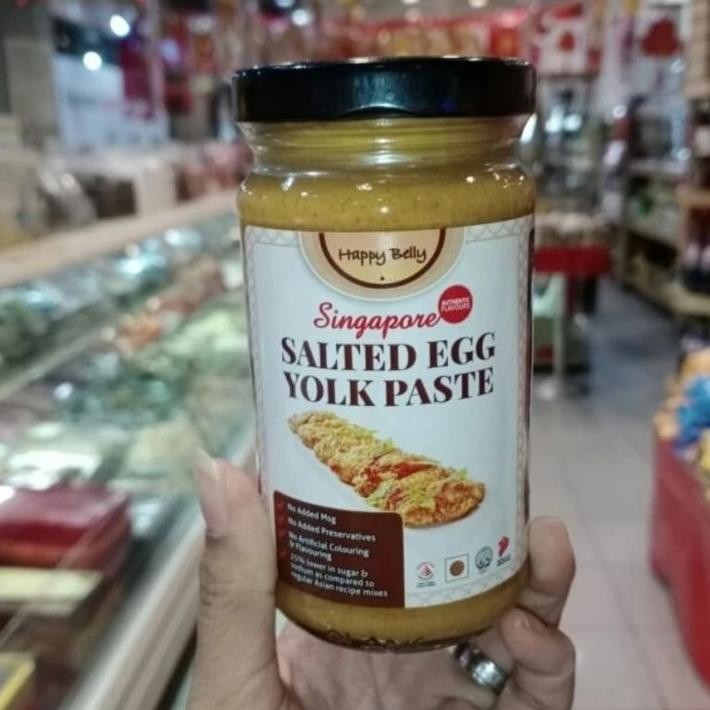 Happy Belly
Singapore
AUTHENTIC
FLAVOURS
SALTED EGG
YOLK PASTE
No Added Msg
No Added Preservatives
No Artificial Colouring
& Flavouring
25% lower in sugar &
sodium as compared to
regular Asian recipe mixes